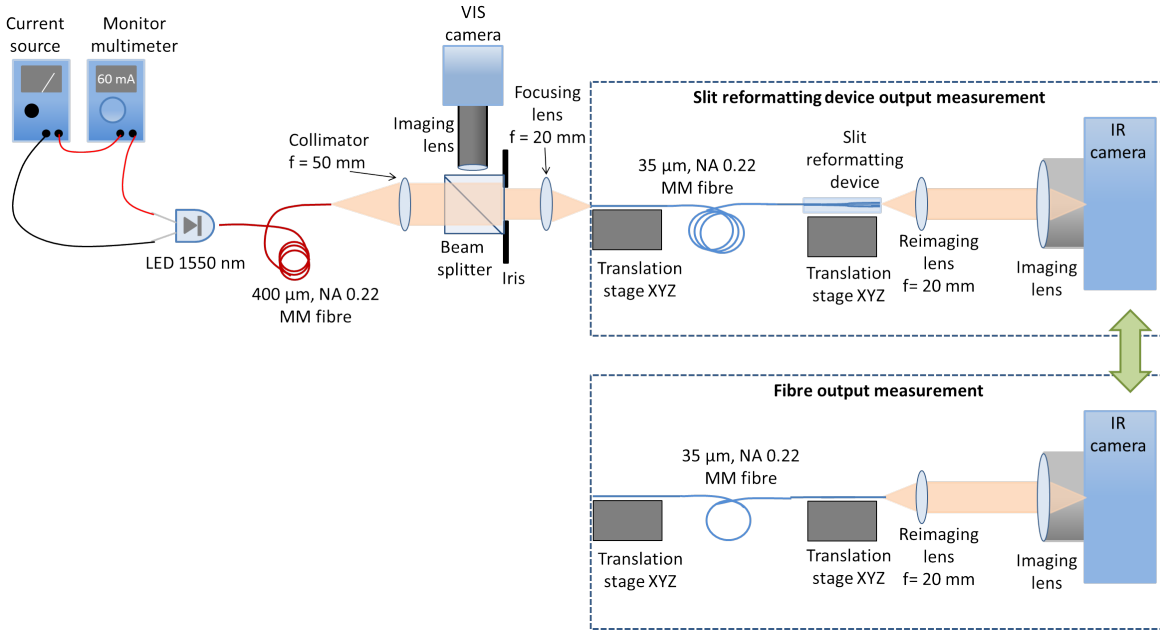 Current
source
Monitor
multimeter
60 mA
VIS
camera
Imaging
lens
Focusing
lens
f = 20 mm
Collimator
f = 50 mm
Beam
splitter
Iris
LED 1550 nm
400 µm, NA 0.22
MM fibre
Slit reformatting device output measurement
35 µm, NA 0.22
MM fibre
Slit
reformatting
device
IR
camera
Translation
stage XYZ
Translation
stage XYZ
Reimaging
lens
f= 20 mm
Imaging
lens
Fibre output measurement
35 µm, NA 0.22
MM fibre
IR
camera
Translation
stage XYZ
Translation
stage XYZ
Reimaging
lens
f= 20 mm
Imaging
lens